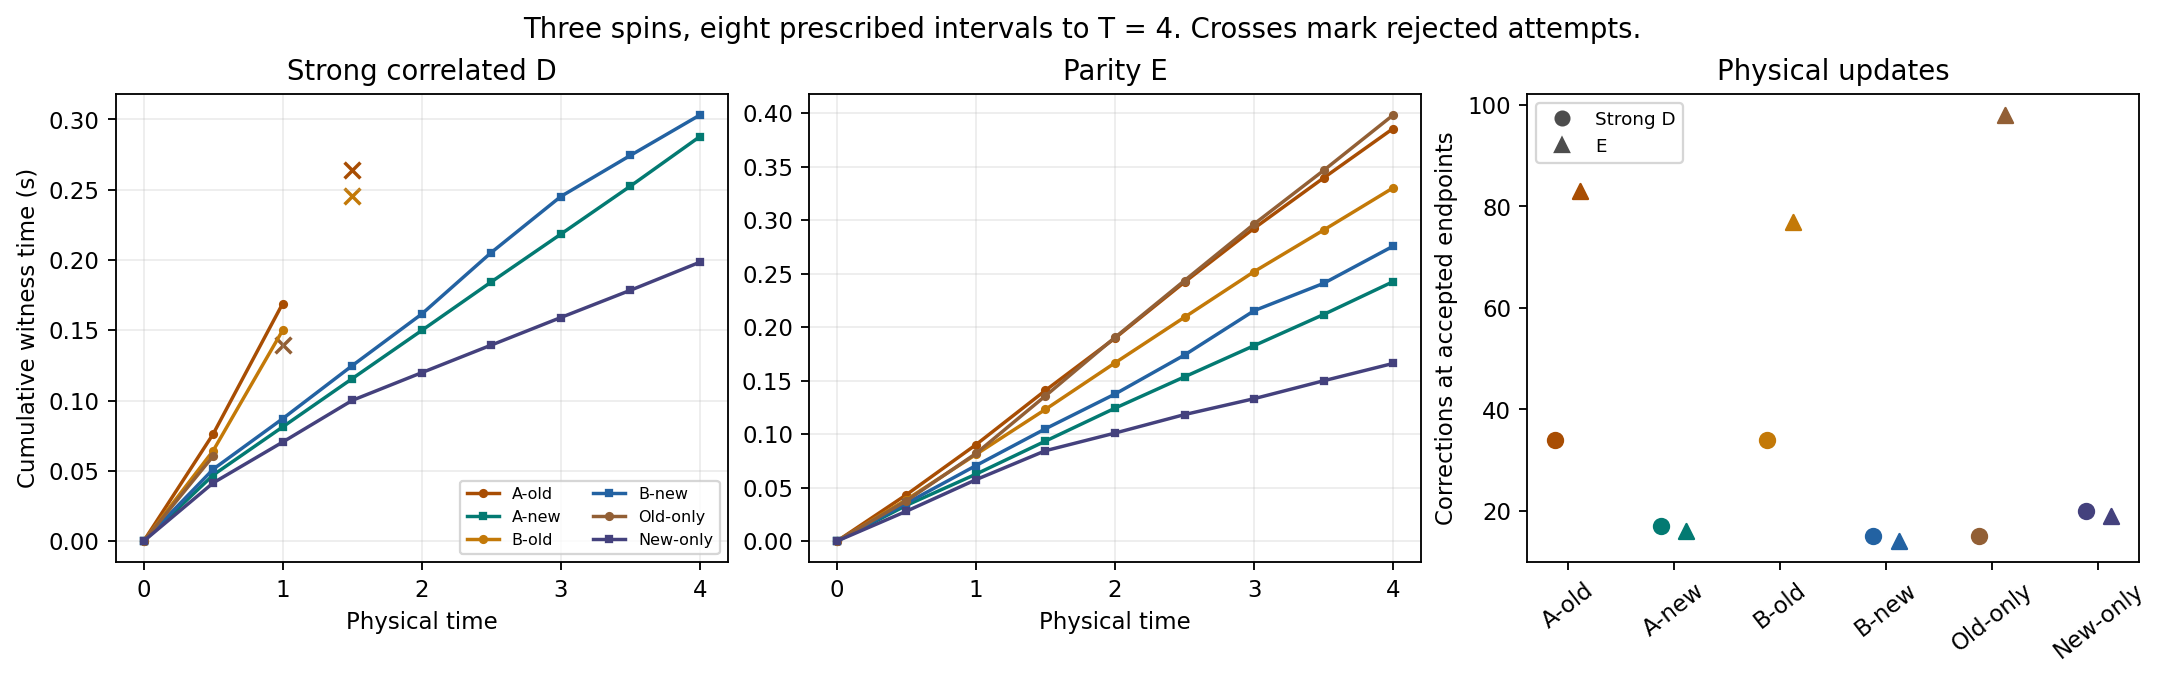 Three spins, eight prescribed intervals to T = 4. Crosses mark rejected attempts.
Strong correlated D
Cumulative witness time (s)
0.30
0.25
0.20
0.15
0.10
0.05
0.00
0 1 2 3 4
Physical time
A-old
A-new
B-old
B-new
Old-only
New-only
Parity E
0.40
0.35
0.30
0.25
0.20
0.15
0.10
0.05
0.00
0 1 2 3 4
Physical time
Physical updates
Corrections at accepted endpoints
100
80
60
40
20
Strong D
E
A-old
A-new
B-old
B-new
Old-only
New-only